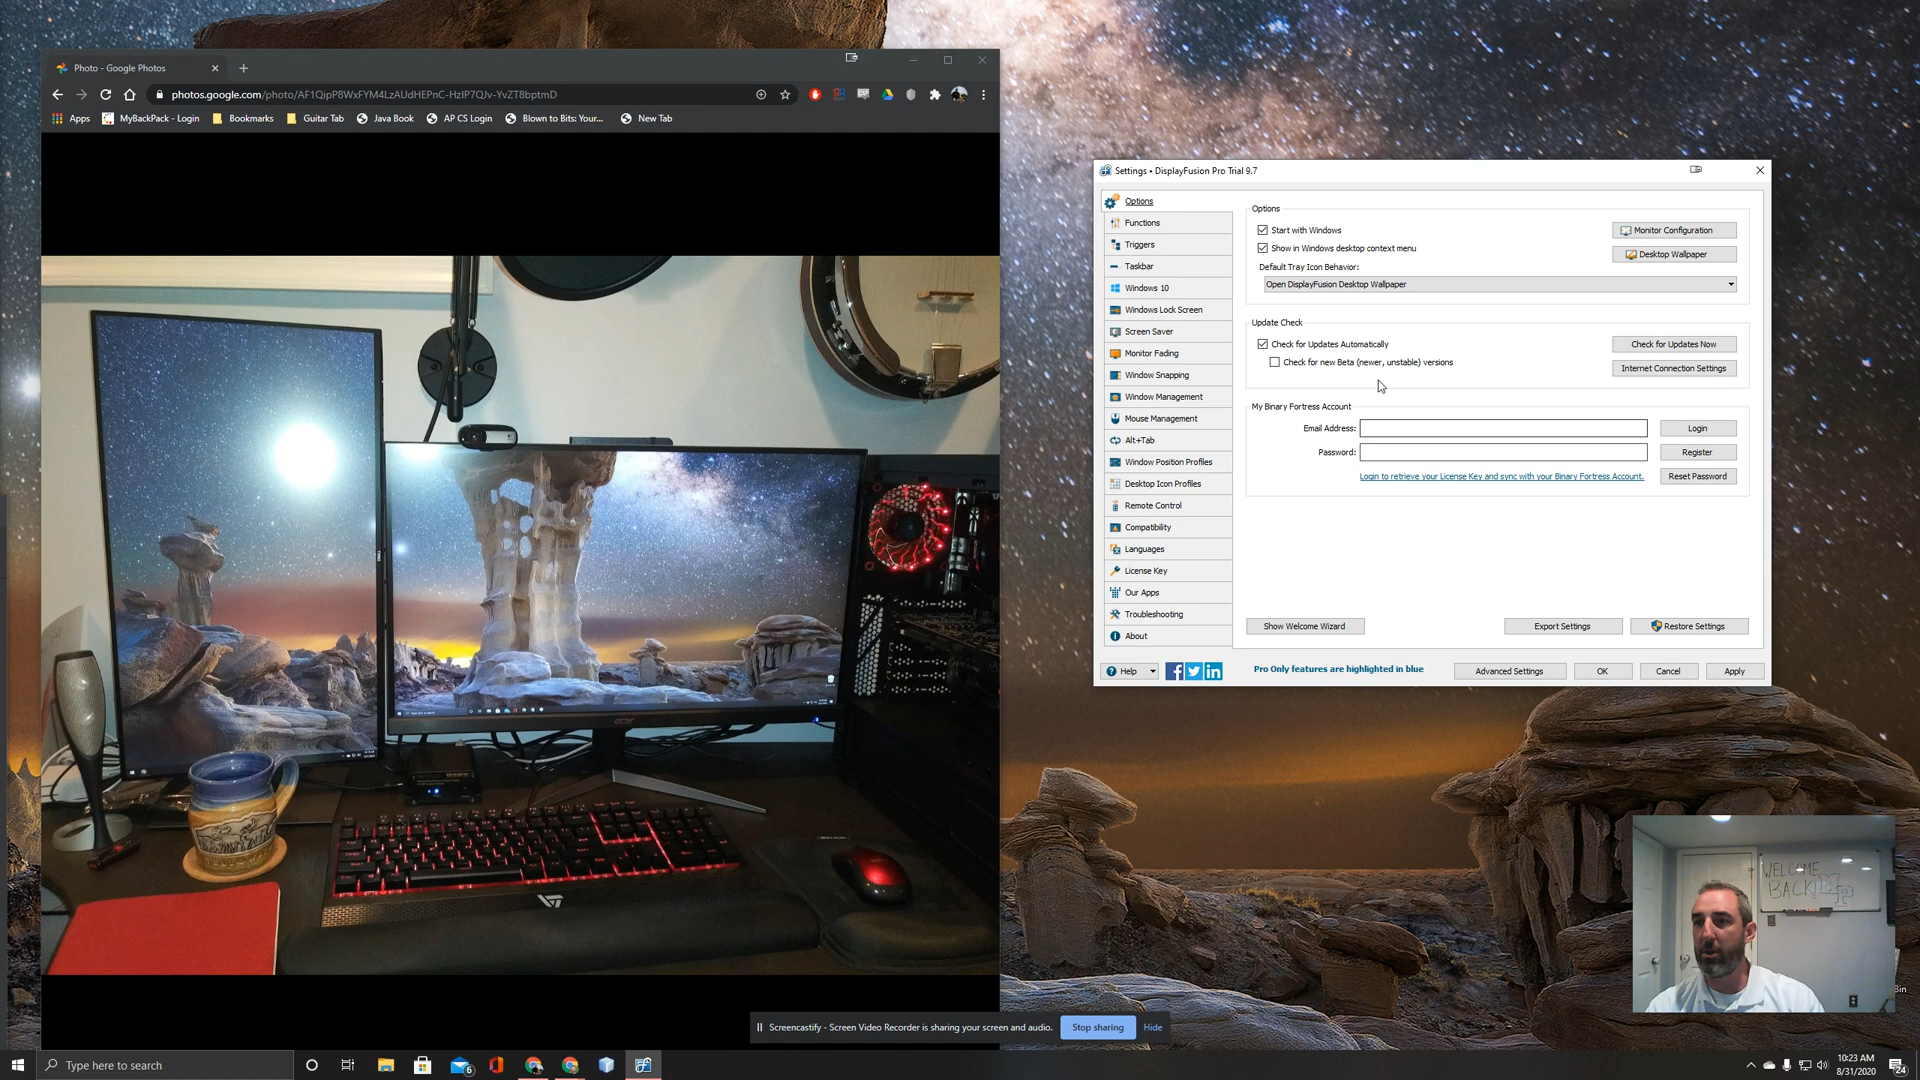 Photo - Google Photos
photos.google.com/photo/AF1QipP8WxFYM4LzAUdHEPnC-HzIP7QJv-YvZT8bptmD
Apps
MyBackPack - Login
Bookmarks
Guitar Tab
Java Book
AP CS Login
Blown to Bits: Your...
New Tab
Settings • DisplayFusion Pro Trial 9.7
Options
Functions
Triggers
Taskbar
Windows 10
Windows Lock Screen
Screen Saver
Monitor Fading
Window Snapping
Window Management
Mouse Management
Alt+Tab
Window Position Profiles
Desktop Icon Profiles
Remote Control
Compatibility
Languages
License Key
Our Apps
Troubleshooting
About
Options
Start with Windows
Monitor Configuration
Show in Windows desktop context menu
Desktop Wallpaper
Default Tray Icon Behavior:
Open DisplayFusion Desktop Wallpaper
Update Check
Check for Updates Automatically
Check for Updates Now
Check for new Beta (newer, unstable) versions
Internet Connection Settings
My Binary Fortress Account
Email Address:
Login
Password:
Register
Login to retrieve your License Key and sync with your Binary Fortress Account.
Reset Password
Show Welcome Wizard
Export Settings
Restore Settings
Help
Pro Only features are highlighted in blue
Advanced Settings
OK
Cancel
Apply
WELCOME
BACK!
Bin
Screencastify - Screen Video Recorder is sharing your screen and audio.
Stop sharing
Hide
Type here to search
6
10:23 AM
8/31/2020
24